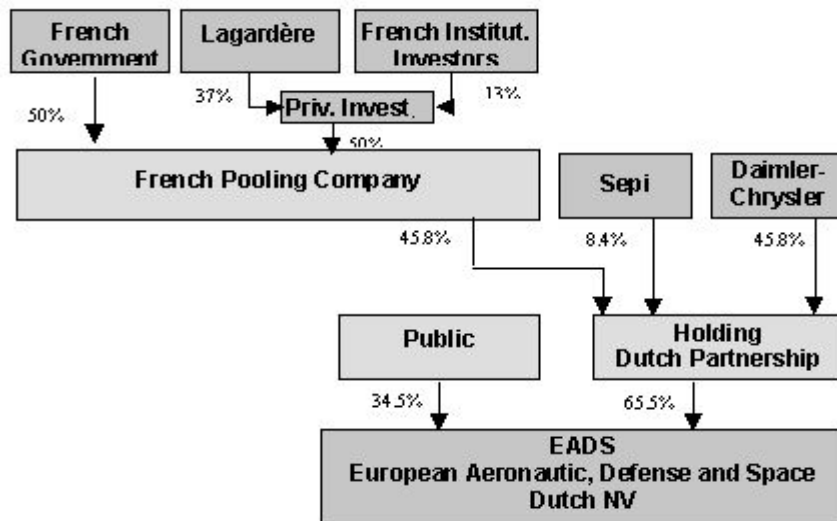 French
Government
Lagardère
French Institut.
Investors
37%
13%
50%
Priv. Invest.
50%
French Pooling Company
Sepi
Daimler-
Chrysler
45.8%
8.4%
45.8%
Public
Holding
Dutch Partnership
34.5%
65.5%
EADS
European Aeronautic, Defense and Space
Dutch NV